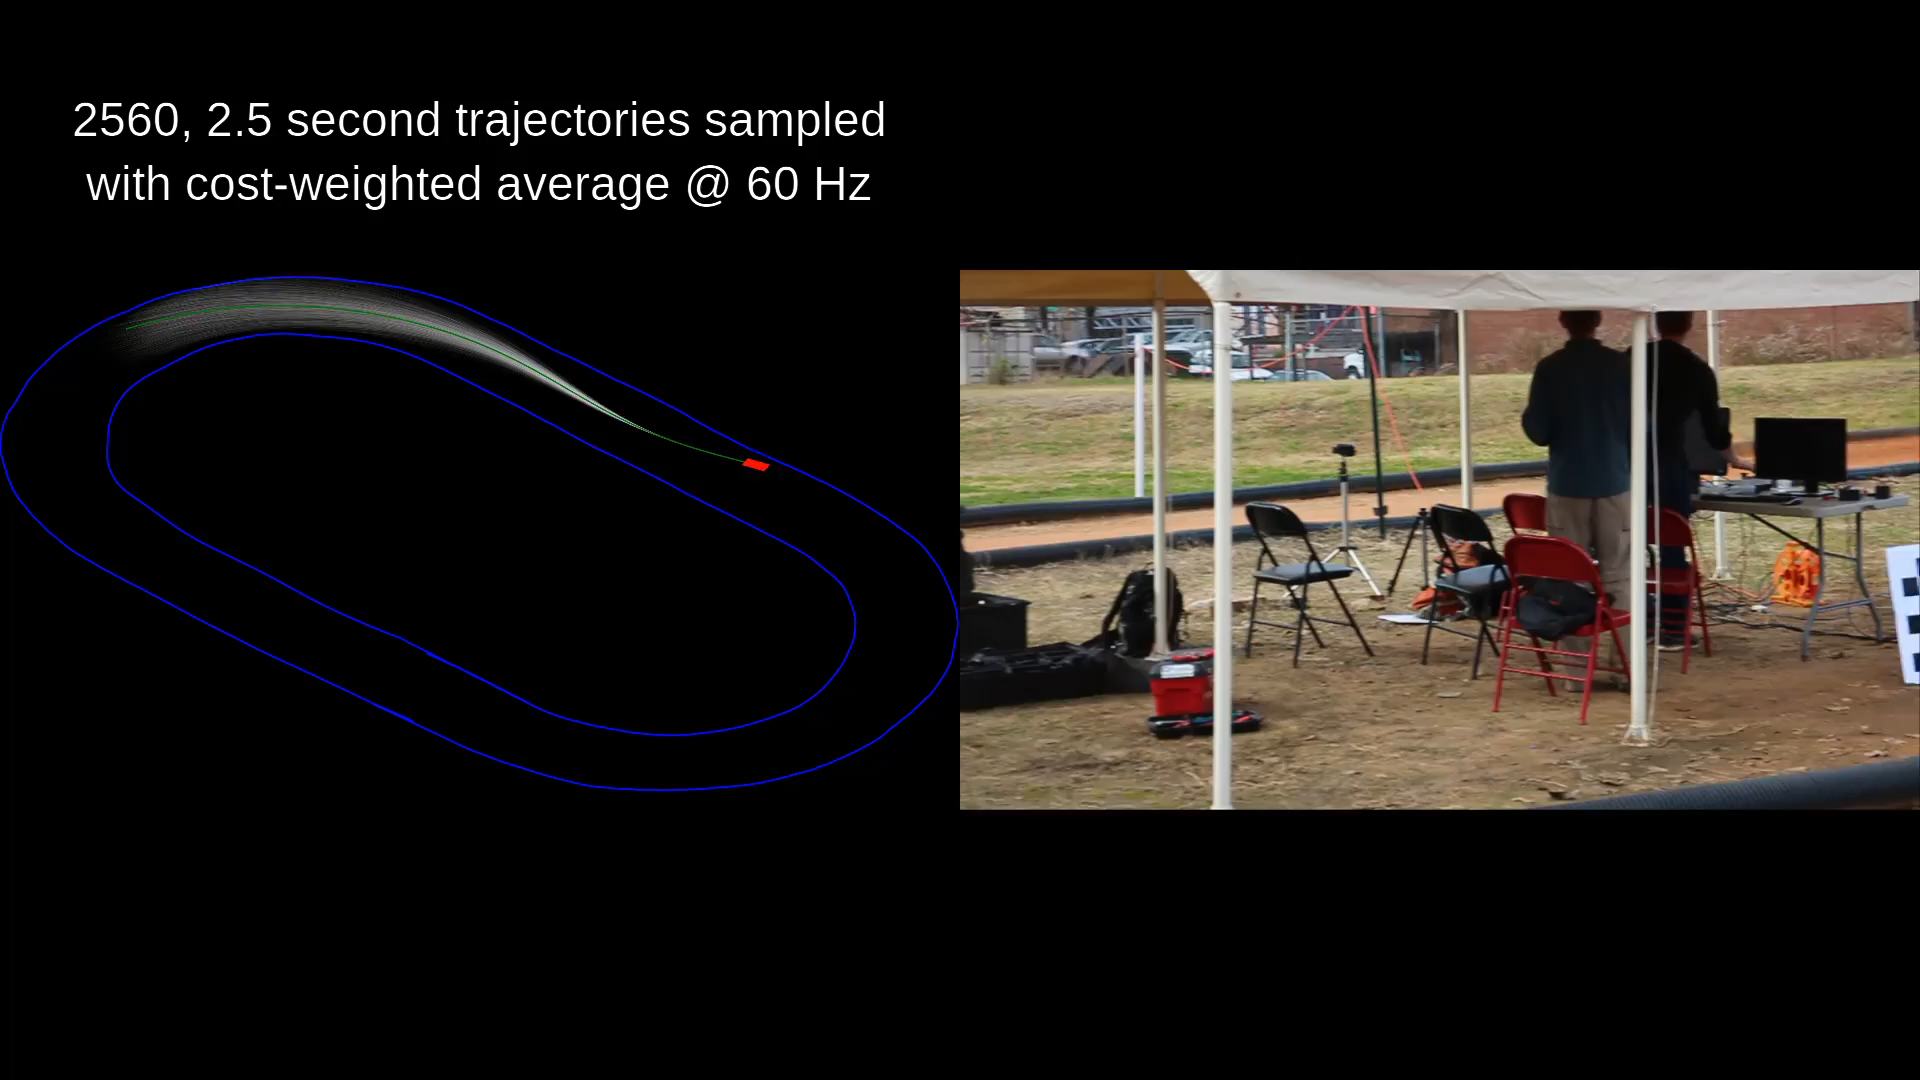 2560, 2.5 second trajectories sampled
with cost-weighted average @ 60 Hz